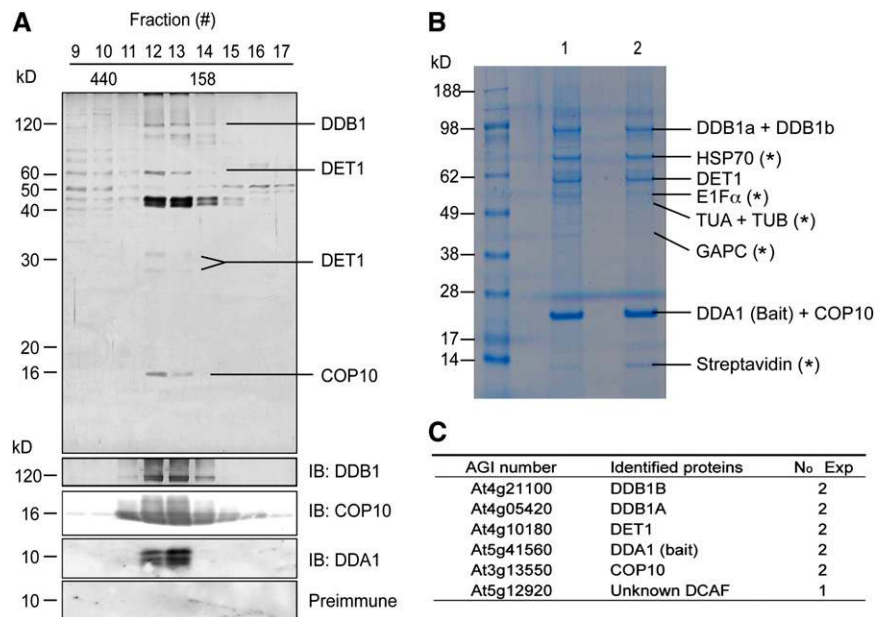 A
Fraction (#)
9 10 11 12 13 14 15 16 17
kD 440 158
120
DDB1
60
DET1
50
40
30
DET1
20
16
COP10
kD
120
IB: DDB1
16
IB: COP10
10
IB: DDA1
10
Preimmune
B
1 2
kD
188
98
DDB1a + DDB1b
HSP70 (*)
62
DET1
E1Fα (*)
49
TUA + TUB (*)
38
GAPC (*)
28
DDA1 (Bait) + COP10
17
14
Streptavidin (*)
C
AGI number Identified proteins No Exp
At4g21100 DDB1B 2
At4g05420 DDB1A 2
At4g10180 DET1 2
At5g41560 DDA1 (bait) 2
At3g13550 COP10 2
At5g12920 Unknown DCAF 1